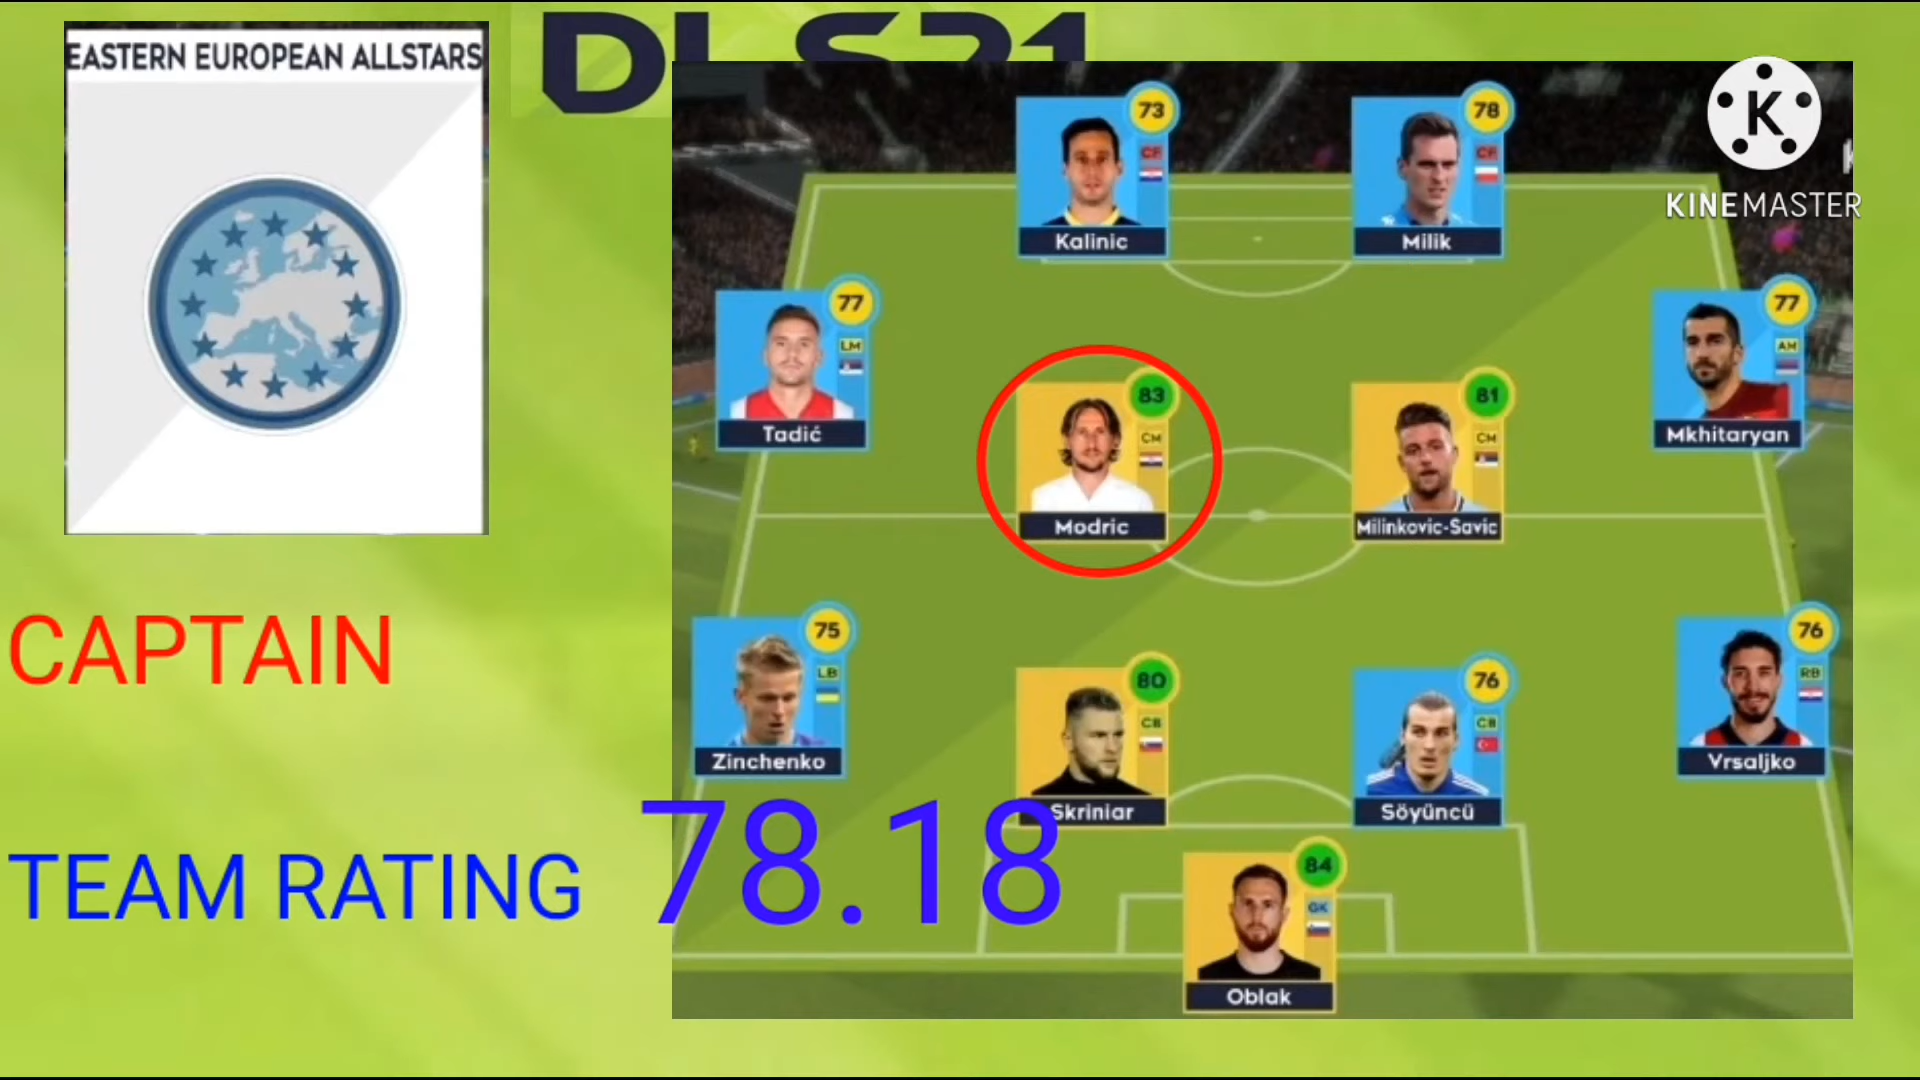 EASTERN EUROPEAN ALLSTARS
DLS21
K
KINEMASTER
73
CF
Kalinic
78
CF
Milik
77
LM
Tadić
83
CM
Modric
81
CM
Milinkovic-Savic
77
AM
Mkhitaryan
CAPTAIN
75
LB
Zinchenko
80
CB
Skriniar
76
CB
Söyüncü
76
RB
Vrsaljko
TEAM RATING
78.18
84
GK
Oblak